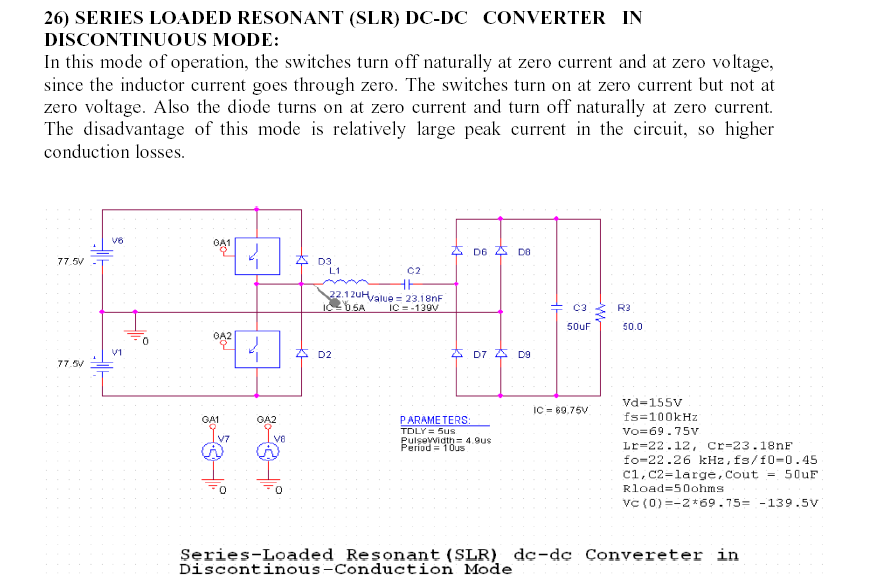 26) SERIES LOADED RESONANT (SLR) DC-DC CONVERTER IN
DISCONTINUOUS MODE:
In this mode of operation, the switches turn off naturally at zero current and at zero voltage,
since the inductor current goes through zero. The switches turn on at zero current but not at
zero voltage. Also the diode turns on at zero current and turn off naturally at zero current.
The disadvantage of this mode is relatively large peak current in the circuit, so higher
conduction losses.
V6
77.5V
GA1
D3
L1
C2
22.12uH
Value = 23.18nF
IC = 0.5A
IC = -139V
D6
D8
C3
50uF
R3
50.0
0
V1
77.5V
GA2
D2
D7
D9
IC = 69.75V
GA1
GA2
V7
V8
0
0
PARAMETERS:
TDLY = 5us
PulseWidth = 4.9us
Period = 10us
Vd=155V
fs=100kHz
Vo=69.75V
Lr=22.12, Cr=23.18nF
fo=22.26 kHz,fs/f0=0.45
C1,C2=large,Cout = 50uF
Rload=50ohms
Vc(0)=-2*69.75= -139.5V
Series-Loaded Resonant (SLR) dc-dc Convereter in
Discontinous-Conduction Mode